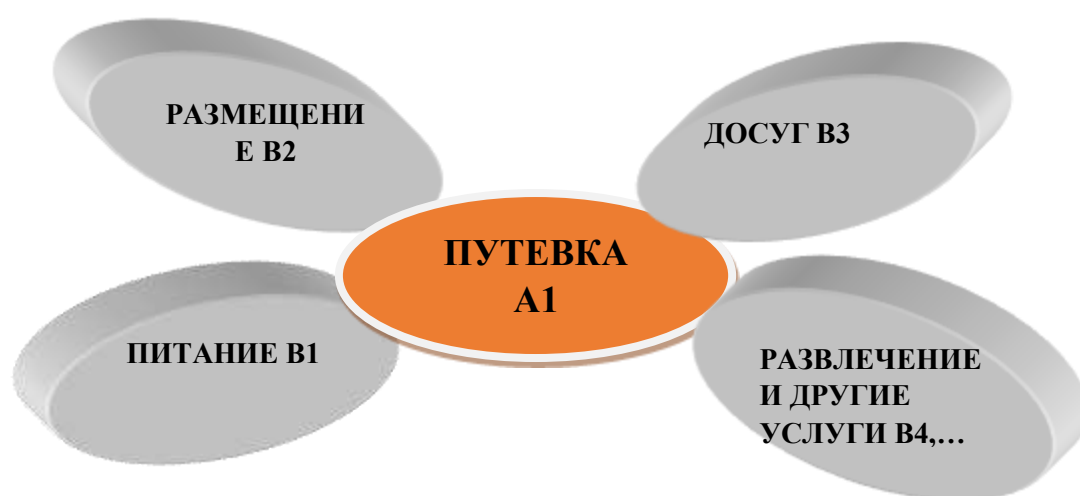 РАЗМЕЩЕНИ
Е В2
ДОСУГ В3
ПУТЕВКА
А1
ПИТАНИЕ В1
РАЗВЛЕЧЕНИЕ
И ДРУГИЕ
УСЛУГИ В4,…